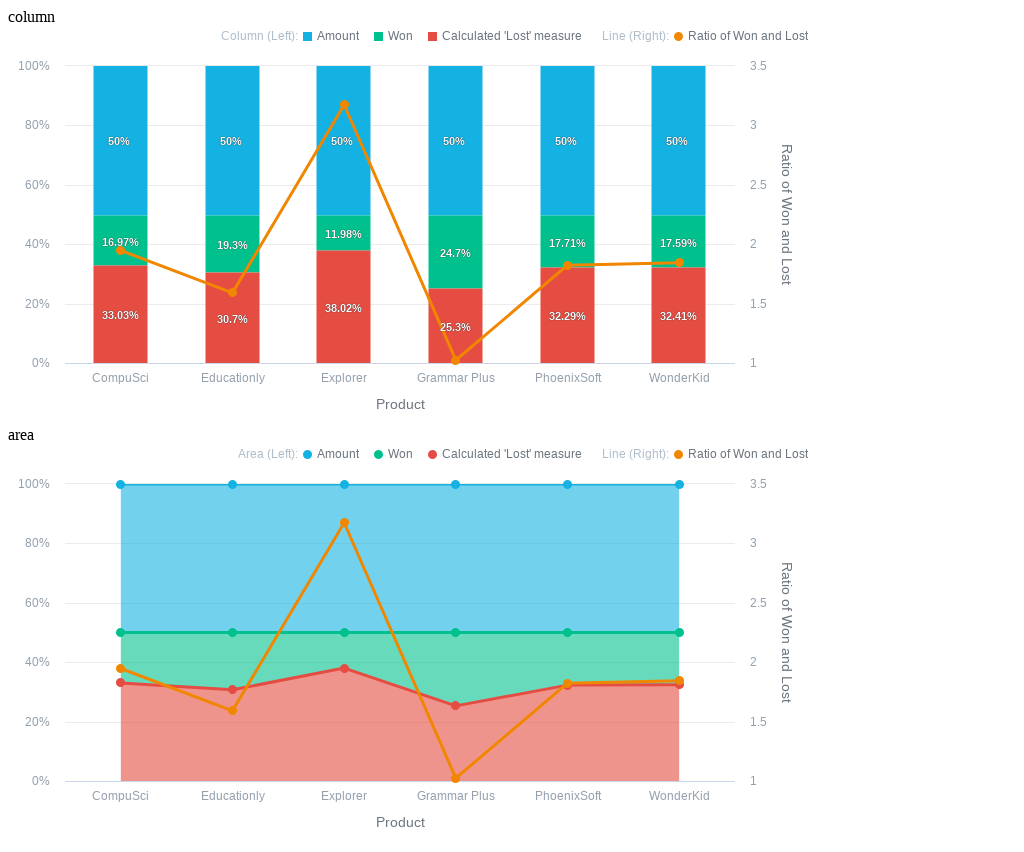 column
Column (Left): Amount Won Calculated 'Lost' measure Line (Right): Ratio of Won and Lost
100% 3.5
80% 3
50% 50% 50% 50% 50% 50%
60% 2.5
40% 2
16.97% 19.3% 11.98% 24.7% 17.71% 17.59%
20% 1.5
33.03% 30.7% 38.02% 25.3% 32.29% 32.41%
0% 1
Ratio of Won and Lost
CompuSci Educationly Explorer Grammar Plus PhoenixSoft WonderKid
Product
area
Area (Left): Amount Won Calculated 'Lost' measure Line (Right): Ratio of Won and Lost
100% 3.5
80% 3
60% 2.5
40% 2
20% 1.5
0% 1
Ratio of Won and Lost
CompuSci Educationly Explorer Grammar Plus PhoenixSoft WonderKid
Product